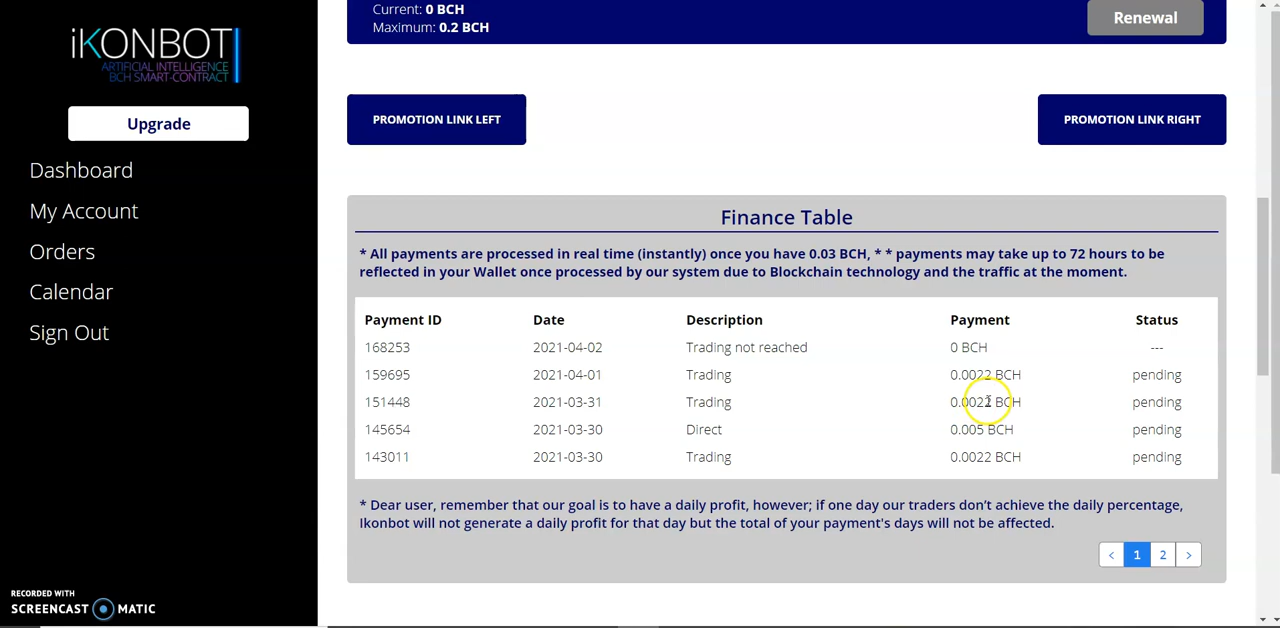 iKONBOT
ARTIFICIAL INTELLIGENCE
BCH SMART-CONTRACT
Upgrade
Dashboard
My Account
Orders
Calendar
Sign Out
RECORDED WITH
SCREENCAST MATIC
Current: 0 BCH
Maximum: 0.2 BCH
Renewal
PROMOTION LINK LEFT
PROMOTION LINK RIGHT
Finance Table
* All payments are processed in real time (instantly) once you have 0.03 BCH, * * payments may take up to 72 hours to
reflected in your Wallet once processed by our system due to Blockchain technology and the traffic at the moment.
Payment ID Date Description Payment Status
168253 2021-04-02 Trading not reached 0 BCH ---
159695 2021-04-01 Trading 0.0022 BCH pending
151448 2021-03-31 Trading 0.0022 BCH pending
145654 2021-03-30 Direct 0.005 BCH pending
143011 2021-03-30 Trading 0.0022 BCH pending
* Dear user, remember that our goal is to have a daily profit, however; if one day our traders don't achieve the daily percentage,
Ikonbot will not generate a daily profit for that day but the total of your payment's days will not be affected.
< 1 2 >